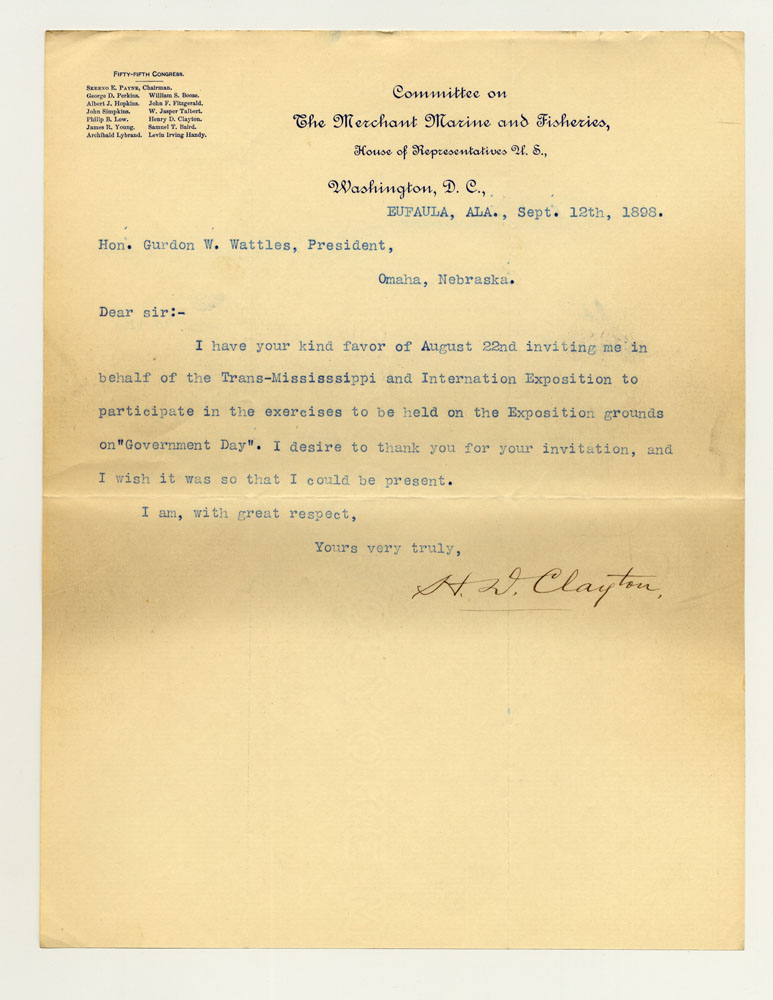 FIFTY-FIFTH CONGRESS.
SERENO E. PAYNE, Chairman.
George D. Perkins. William S. Booze.
Albert J. Hopkins. John F. Fitzgerald.
John Simpkins. W. Jasper Talbert.
Philip B. Low. Henry D. Clayton.
James R. Young. Samuel T. Baird.
Archibald Lybrand. Levin Irving Handy.
Committee on
The Merchant Marine and Fisheries,
House of Representatives U. S.,
Washington, D. C.,
EUFAULA, ALA., Sept. 12th, 1898.
Hon. Gurdon W. Wattles, President,
Omaha, Nebraska.
Dear sir:-
I have your kind favor of August 22nd inviting me in
behalf of the Trans-Mississsippi and Internation Exposition to
participate in the exercises to be held on the Exposition grounds
on"Government Day". I desire to thank you for your invitation, and
I wish it was so that I could be present.
I am, with great respect,
Yours very truly,
H. D. Clayton.